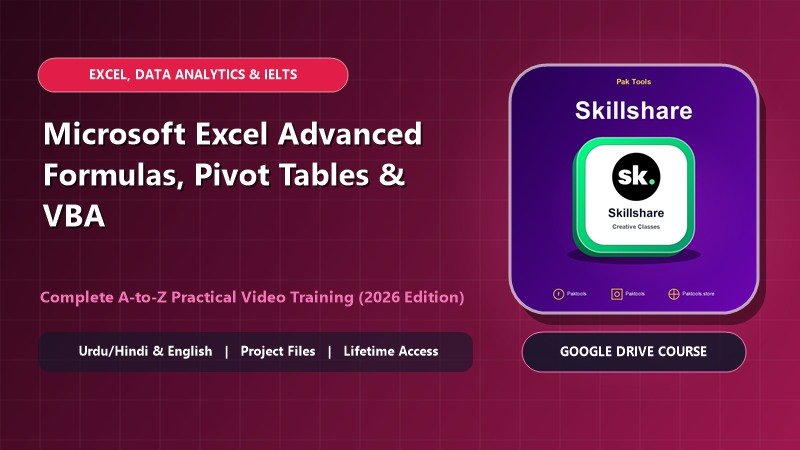 EXCEL, DATA ANALYTICS & IELTS
Microsoft Excel Advanced
Formulas, Pivot Tables &
VBA
Complete A-to-Z Practical Video Training (2026 Edition)
Urdu/Hindi & English | Project Files | Lifetime Access
Pak Tools
Skillshare
sk.
Skillshare
Creative Classes
Paktools Paktools Paktools.store
GOOGLE DRIVE COURSE